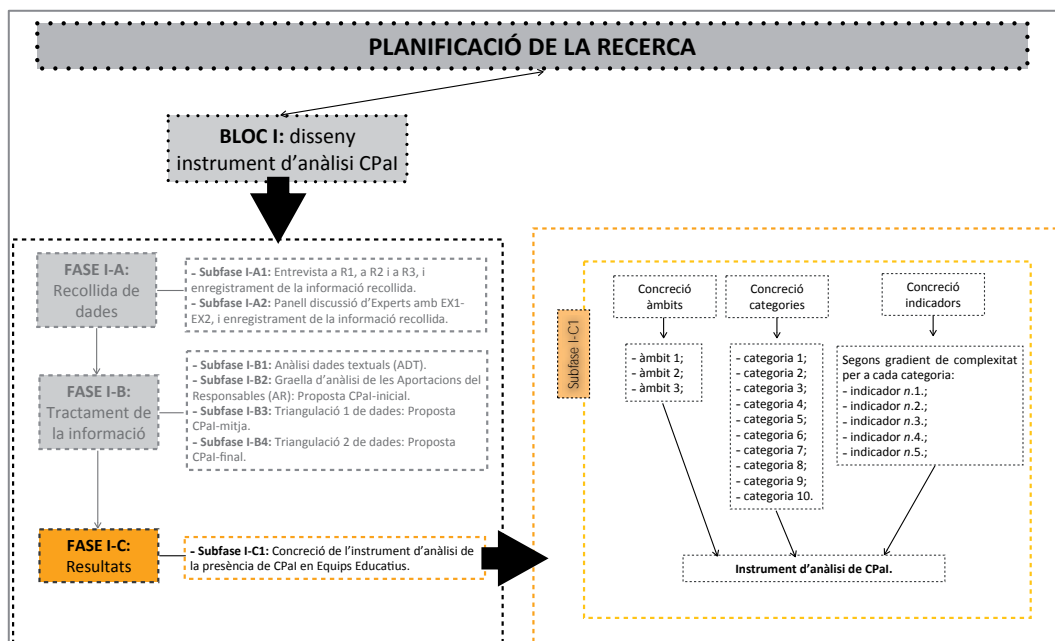 PLANIFICACIÓ DE LA RECERCA
BLOC I: disseny
instrument d'anàlisi CPaI
FASE I-A:
Recollida de
dades
- Subfase I-A1: Entrevista a R1, a R2 i a R3, i
enregistrament de la informació recollida.
- Subfase I-A2: Panell discussió d'Experts amb EX1-
EX2, i enregistrament de la informació recollida.
FASE I-B:
Tractament de
la informació
- Subfase I-B1: Anàlisi dades textuals (ADT).
- Subfase I-B2: Graella d'anàlisi de les Aportacions del
Responsables (AR): Proposta CPaI-inicial.
- Subfase I-B3: Triangulació 1 de dades: Proposta
CPaI-mitja.
- Subfase I-B4: Triangulació 2 de dades: Proposta
CPaI-final.
FASE I-C:
Resultats
- Subfase I-C1: Concreció de l'instrument d'anàlisi de
la presència de CPaI en Equips Educatius.
Subfase I-C1
Concreció
àmbits
- àmbit 1;
- àmbit 2;
- àmbit 3;
Concreció
categories
- categoria 1;
- categoria 2;
- categoria 3;
- categoria 4;
- categoria 5;
- categoria 6;
- categoria 7;
- categoria 8;
- categoria 9;
- categoria 10.
Concreció
indicadors
Segons gradient de complexitat
per a cada categoria:
- indicador n.1.;
- indicador n.2.;
- indicador n.3.;
- indicador n.4.;
- indicador n.5.;
Instrument d'anàlisi de CPaI.